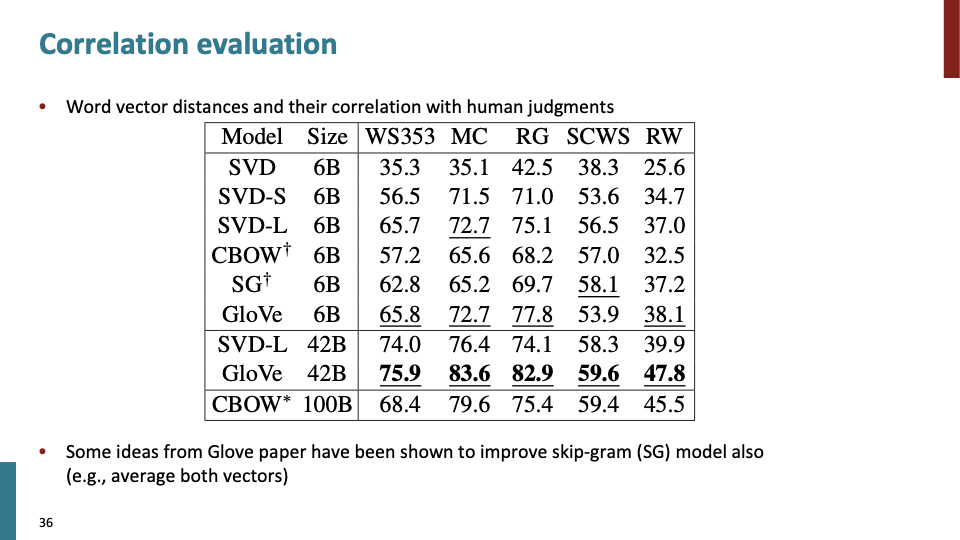 Correlation evaluation
• Word vector distances and their correlation with human judgments
Model Size WS353 MC RG SCWS RW
SVD 6B 35.3 35.1 42.5 38.3 25.6
SVD-S 6B 56.5 71.5 71.0 53.6 34.7
SVD-L 6B 65.7 72.7 75.1 56.5 37.0
CBOW† 6B 57.2 65.6 68.2 57.0 32.5
SG† 6B 62.8 65.2 69.7 58.1 37.2
GloVe 6B 65.8 72.7 77.8 53.9 38.1
SVD-L 42B 74.0 76.4 74.1 58.3 39.9
GloVe 42B 75.9 83.6 82.9 59.6 47.8
CBOW* 100B 68.4 79.6 75.4 59.4 45.5
• Some ideas from Glove paper have been shown to improve skip-gram (SG) model also
(e.g., average both vectors)
36